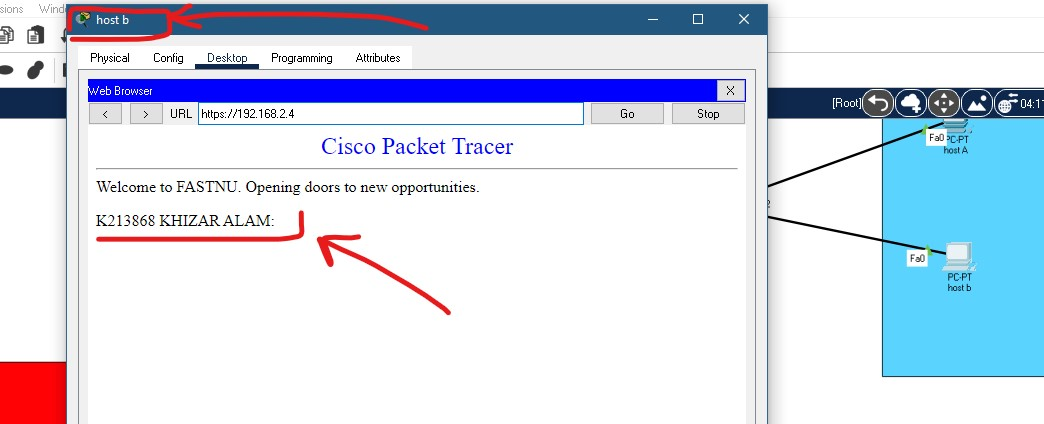 sions Windo
host b
Physical Config Desktop Programming Attributes
Web Browser X
< > URL https://192.168.2.4 Go Stop
[Root] 04:11
Cisco Packet Tracer
Welcome to FASTNU. Opening doors to new opportunities.
K213868 KHIZAR ALAM:
Fa0 PC-PT
host A
Fa0
PC-PT
host b